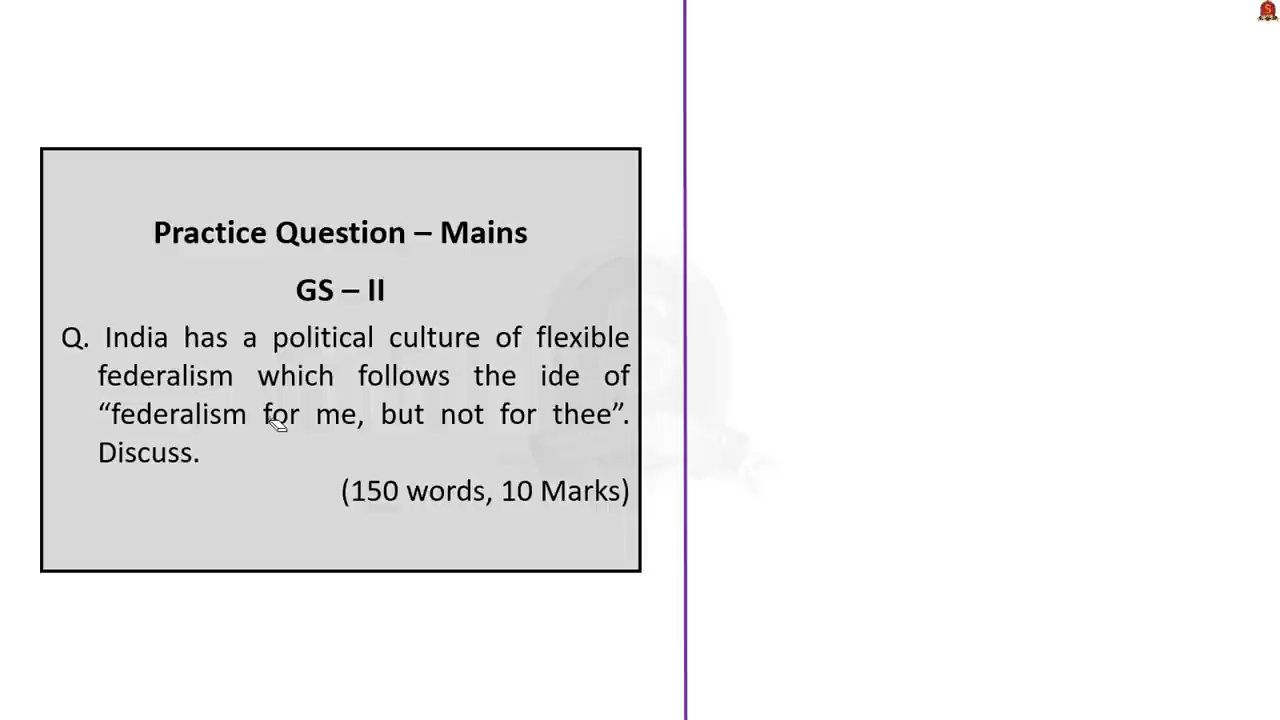 Practice Question – Mains
GS – II
Q. India has a political culture of flexible
federalism which follows the ide of
“federalism for me, but not for thee”.
Discuss.
(150 words, 10 Marks)